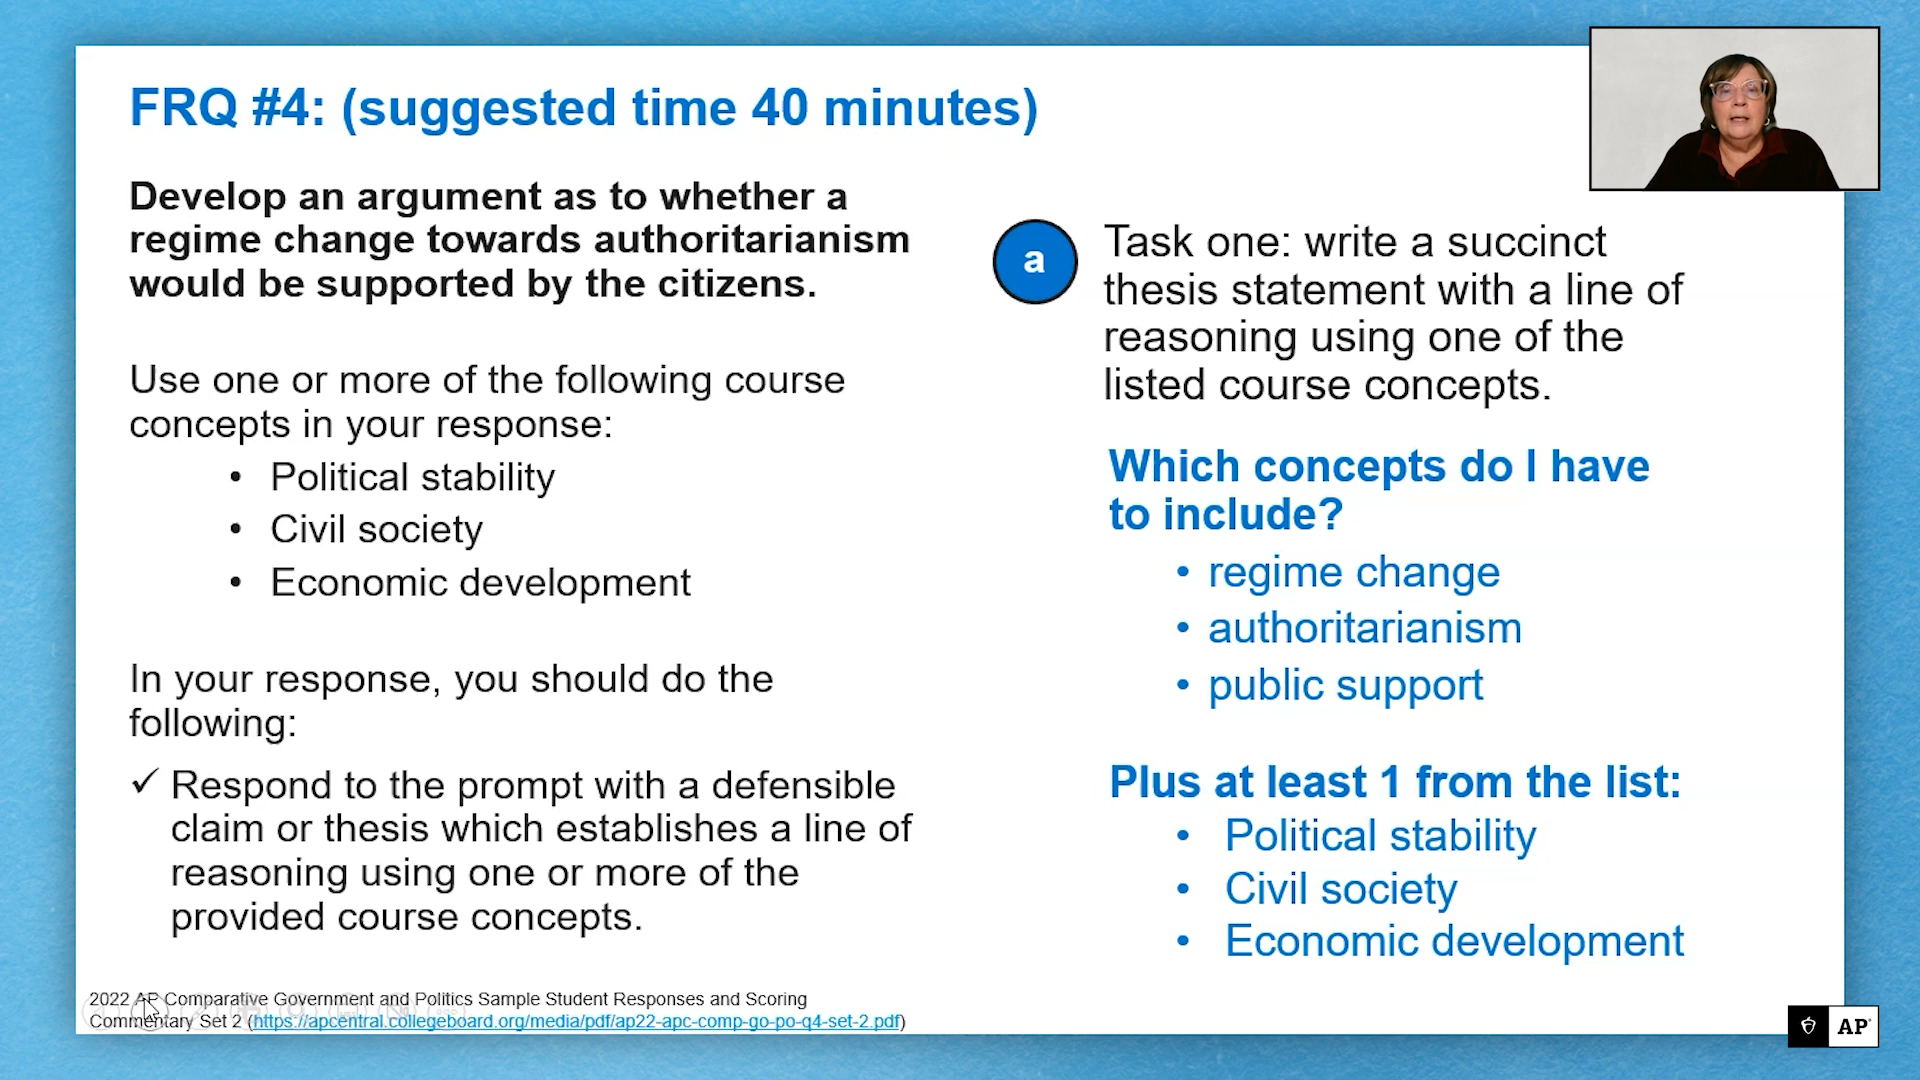 FRQ #4: (suggested time 40 minutes)
Develop an argument as to whether a
regime change towards authoritarianism
would be supported by the citizens.
Use one or more of the following course
concepts in your response:
• Political stability
• Civil society
• Economic development
In your response, you should do the
following:
✓ Respond to the prompt with a defensible
claim or thesis which establishes a line of
reasoning using one or more of the
provided course concepts.
a
Task one: write a succinct
thesis statement with a line of
reasoning using one of the
listed course concepts.
Which concepts do I have
to include?
• regime change
• authoritarianism
• public support
Plus at least 1 from the list:
• Political stability
• Civil society
• Economic development
2022 AP Comparative Government and Politics Sample Student Responses and Scoring
Commentary Set 2 (https://apcentral.collegeboard.org/media/pdf/ap22-apc-comp-go-po-q4-set-2.pdf)
AP